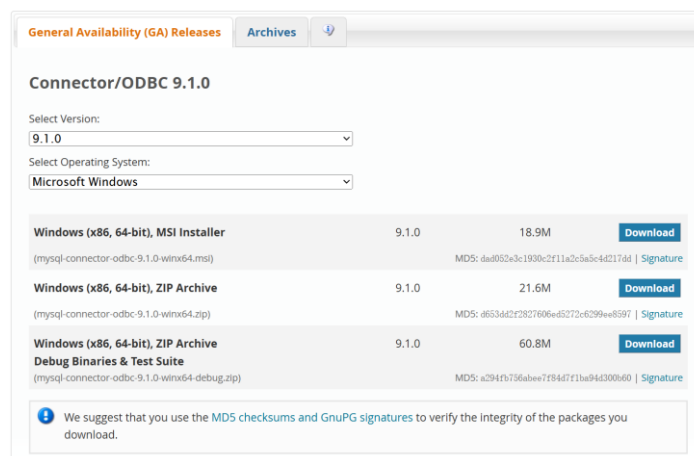 General Availability (GA) Releases
Archives
Connector/ODBC 9.1.0
Select Version:
9.1.0
Select Operating System:
Microsoft Windows
Windows (x86, 64-bit), MSI Installer 9.1.0 18.9M Download
(mysql-connector-odbc-9.1.0-winx64.msi) MD5: dad052e3c1930c2f11a2c5a5c4d217dd | Signature
Windows (x86, 64-bit), ZIP Archive 9.1.0 21.6M Download
(mysql-connector-odbc-9.1.0-winx64.zip) MD5: d653dd2f2827606ed5272c6299ee8597 | Signature
Windows (x86, 64-bit), ZIP Archive 9.1.0 60.8M Download
Debug Binaries & Test Suite
(mysql-connector-odbc-9.1.0-winx64-debug.zip) MD5: a294fb756abee7f84d7f1ba94d300b60 | Signature
We suggest that you use the MD5 checksums and GnuPG signatures to verify the integrity of the packages you
download.